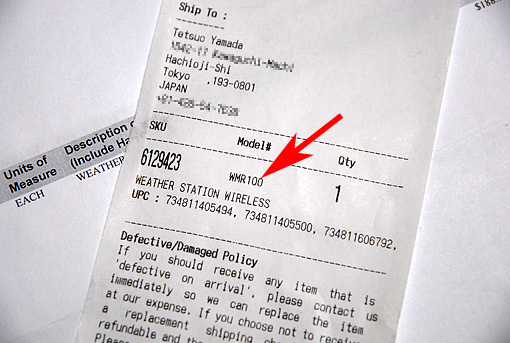 $188.
Ship To :
Tetsuo Yamada
Hachioji-Shi
Tokyo .193-0801
JAPAN
SKU Model# Qty
6129423 WMR100 1
WEATHER STATION WIRELESS
UPC : 734811405494, 734811405500, 734811606792,
Defective/Damaged Policy
If you should receive any item that is
'defective on arrival', please contact us
immediately so we can replace the item
at our expense. If you choose not to receive
a replacement shipping
refundable and the
Units of
Measure
Description
(Include Ha
EACH WEATHER